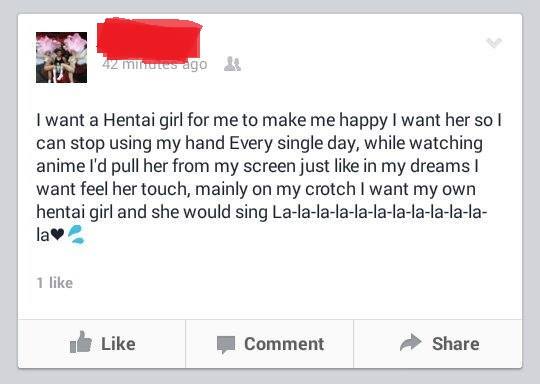 42 minutes ago
I want a Hentai girl for me to make me happy I want her so I
can stop using my hand Every single day, while watching
anime I'd pull her from my screen just like in my dreams I
want feel her touch, mainly on my crotch I want my own
hentai girl and she would sing La-la-la-la-la-la-la-la-la-la-la-
la♥💦
1 like
Like Comment Share